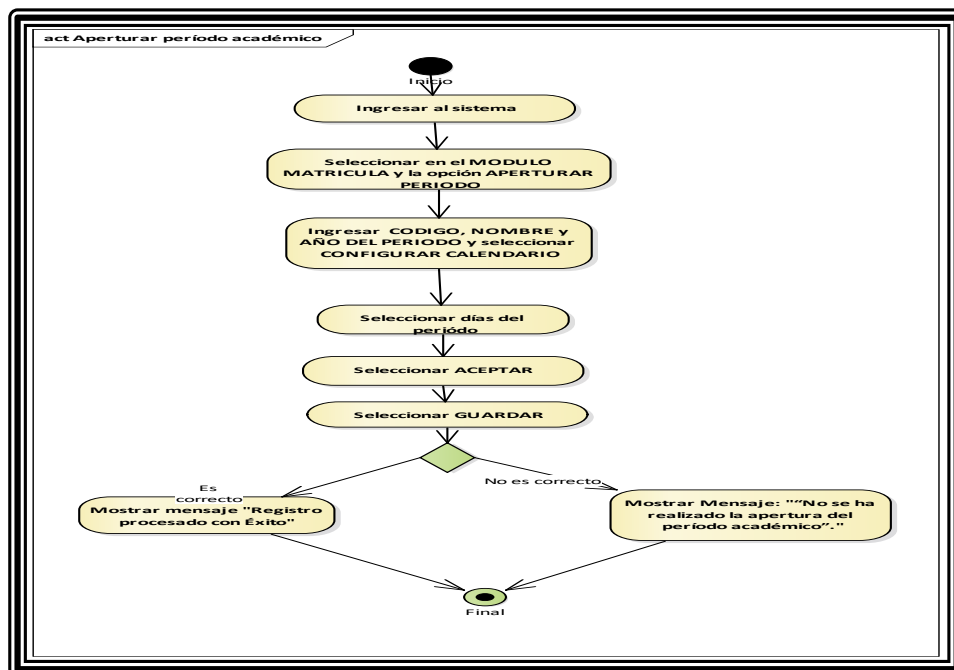 act Aperturar período académico
Inicio
Ingresar al sistema
Seleccionar en el MODULO
MATRICULA y la opción APERTURAR
PERIODO
Ingresar CODIGO, NOMBRE y
AÑO DEL PERIODO y seleccionar
CONFIGURAR CALENDARIO
Seleccionar días del
periódo
Seleccionar ACEPTAR
Seleccionar GUARDAR
Es
correcto
No es correcto
Mostrar mensaje "Registro
procesado con Éxito"
Mostrar Mensaje: "“No se ha
realizado la apertura del
período académico”."
Final